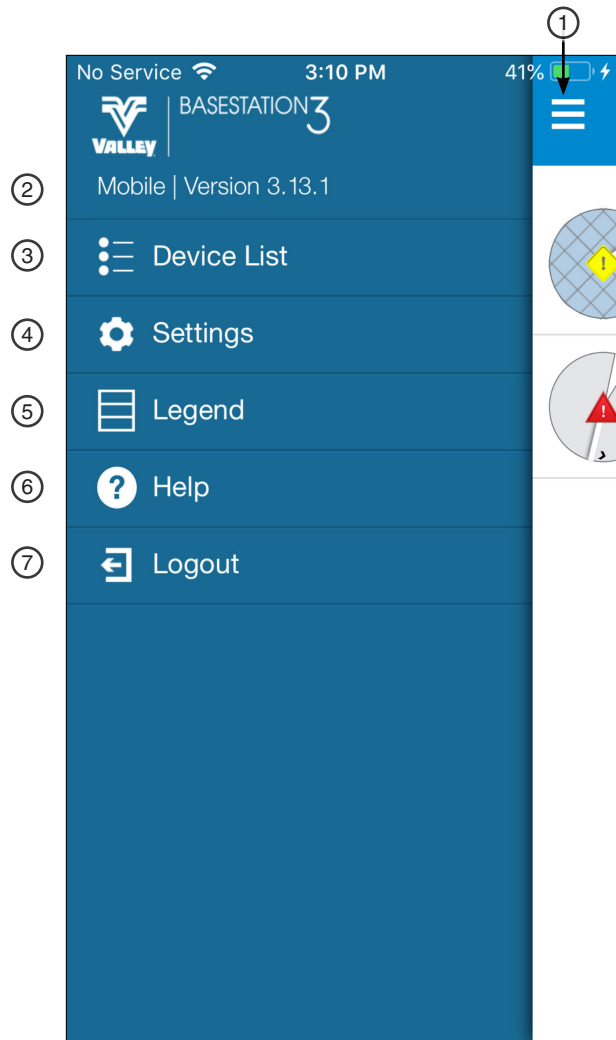 1
No Service 3:10 PM 41%
VALLEY
BASESTATION3
2 Mobile | Version 3.13.1
3 Device List
4 Settings
5 Legend
6 ? Help
7 Logout
!
!